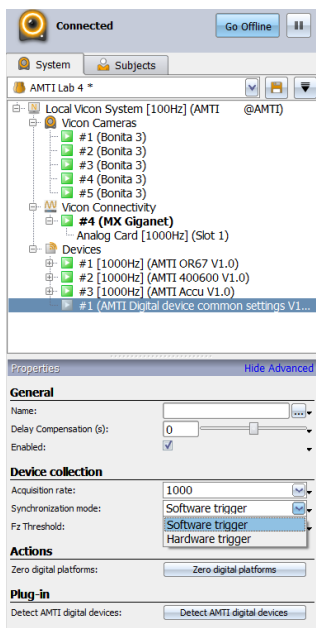 Connected
Go Offline
System
Subjects
AMTI Lab 4 *
Local Vicon System [100Hz] (AMTI @AMTI)
Vicon Cameras
#1 (Bonita 3)
#2 (Bonita 3)
#3 (Bonita 3)
#4 (Bonita 3)
#5 (Bonita 3)
Vicon Connectivity
#4 (MX Giganet)
Analog Card [1000Hz] (Slot 1)
Devices
#1 [1000Hz] (AMTI OR67 V1.0)
#2 [1000Hz] (AMTI 400600 V1.0)
#3 [1000Hz] (AMTI Accu V1.0)
#1 (AMTI Digital device common settings V1...
Properties
Hide Advanced
General
Name:
...
Delay Compensation (s):
0
Enabled:
Device collection
Acquisition rate:
1000
Synchronization mode:
Software trigger
Fz Threshold:
Software trigger
Hardware trigger
Actions
Zero digital platforms:
Zero digital platforms
Plug-in
Detect AMTI digital devices:
Detect AMTI digital devices